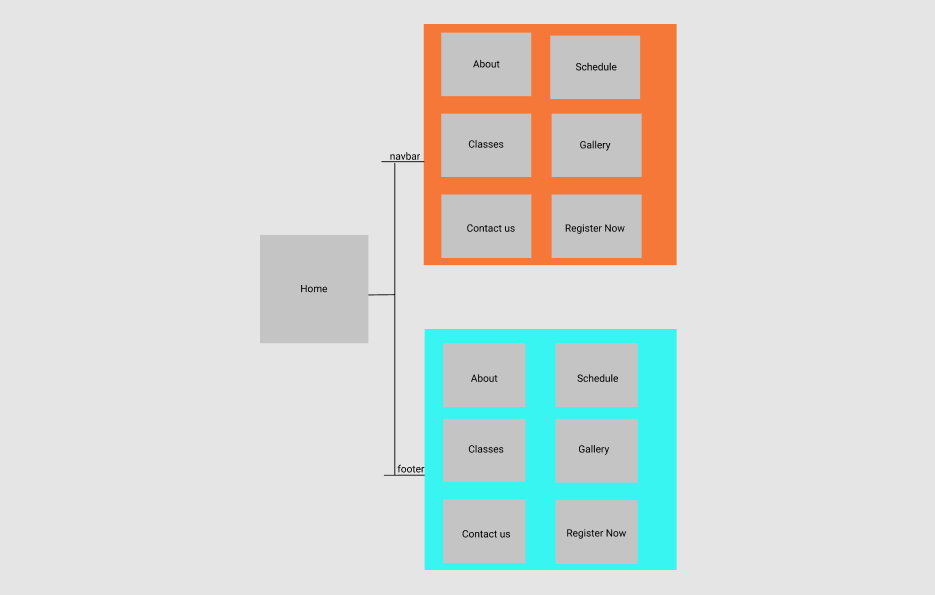 About
Schedule
Classes
Gallery
navbar
Contact us
Register Now
Home
About
Schedule
Classes
Gallery
footer
Contact us
Register Now